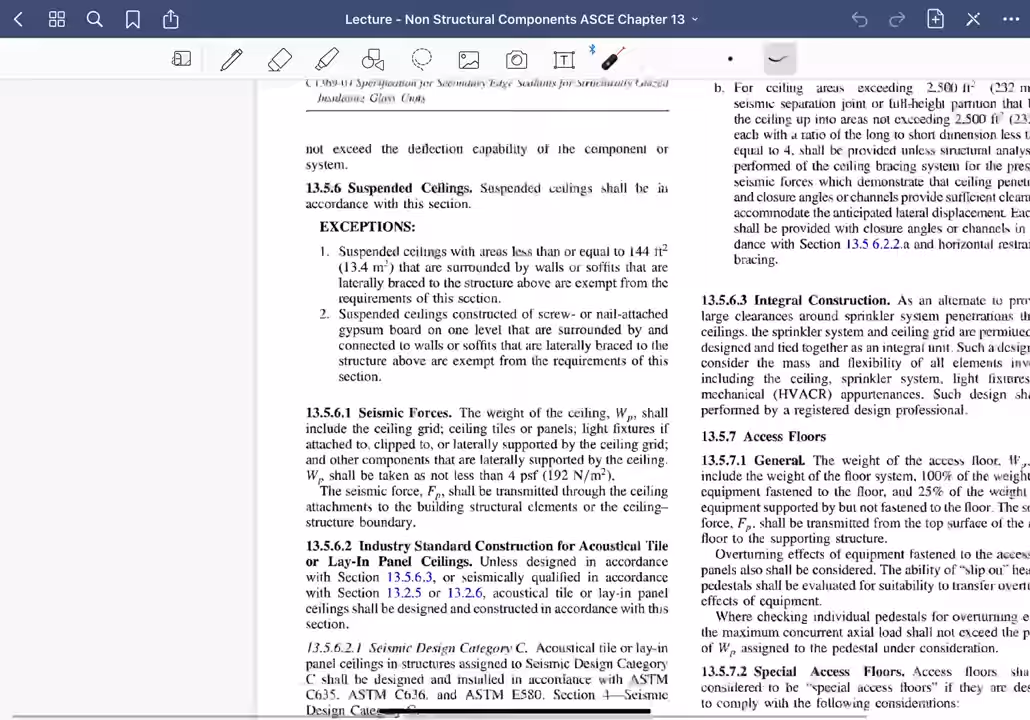 Lecture - Non Structural Components ASCE Chapter 13
C1369-07 Specification for Secondary Edge Sealants for Structurally Glazed
Insulating Glass Units
not exceed the deflection capability of the component or
system.
13.5.6 Suspended Ceilings. Suspended ceilings shall be in
accordance with this section.
EXCEPTIONS:
1. Suspended ceilings with areas less than or equal to 144 ft²
(13.4 m²) that are surrounded by walls or soffits that are
laterally braced to the structure above are exempt from the
requirements of this section.
2. Suspended ceilings constructed of screw- or nail-attached
gypsum board on one level that are surrounded by and
connected to walls or soffits that are laterally braced to the
structure above are exempt from the requirements of this
section.
13.5.6.1 Seismic Forces. The weight of the ceiling, Wp, shall
include the ceiling grid; ceiling tiles or panels; light fixtures if
attached to, clipped to, or laterally supported by the ceiling grid;
and other components that are laterally supported by the ceiling.
Wp shall be taken as not less than 4 psf (192 N/m²).
The seismic force, Fp, shall be transmitted through the ceiling
attachments to the building structural elements or the ceiling–
structure boundary.
13.5.6.2 Industry Standard Construction for Acoustical Tile
or Lay-In Panel Ceilings. Unless designed in accordance
with Section 13.5.6.3, or seismically qualified in accordance
with Section 13.2.5 or 13.2.6, acoustical tile or lay-in panel
ceilings shall be designed and constructed in accordance with this
section.
13.5.6.2.1 Seismic Design Category C. Acoustical tile or lay-in
panel ceilings in structures assigned to Seismic Design Category
C shall be designed and installed in accordance with ASTM
C635, ASTM C636, and ASTM E580, Section 4—Seismic
Design
b. For ceiling areas exceeding 2,500 ft² (232 m
seismic separation joint or full-height partition that
the ceiling up into areas not exceeding 2,500 ft² (23
each with a ratio of the long to short dimension less
equal to 4, shall be provided unless structural analys
performed of the ceiling bracing system for the pres
seismic forces which demonstrate that ceiling penet
and closure angles or channels provide sufficient clear
accommodate the anticipated lateral displacement. Eac
shall be provided with closure angles or channels in
dance with Section 13.5.6.2.2.a and horizontal restra
bracing.
13.5.6.3 Integral Construction. As an alternate to pro
large clearances around sprinkler system penetrations th
ceilings, the sprinkler system and ceiling grid are permitted
designed and tied together as an integral unit. Such a design
consider the mass and flexibility of all elements inv
including the ceiling, sprinkler system, light fixtures
mechanical (HVACR) appurtenances. Such design sha
performed by a registered design professional.
13.5.7 Access Floors
13.5.7.1 General. The weight of the access floor, Wp,
include the weight of the floor system, 100% of the weight
equipment fastened to the floor, and 25% of the weight
equipment supported by but not fastened to the floor. The se
force, Fp, shall be transmitted from the top surface of the
floor to the supporting structure.
Overturning effects of equipment fastened to the access
panels also shall be considered. The ability of "slip on" hea
pedestals shall be evaluated for suitability to transfer overtu
effects of equipment.
Where checking individual pedestals for overturning e
the maximum concurrent axial load shall not exceed the p
of Wp assigned to the pedestal under consideration.
13.5.7.2 Special Access Floors. Access floors sha
considered to be "special access floors" if they are des
to comply with the following considerations: